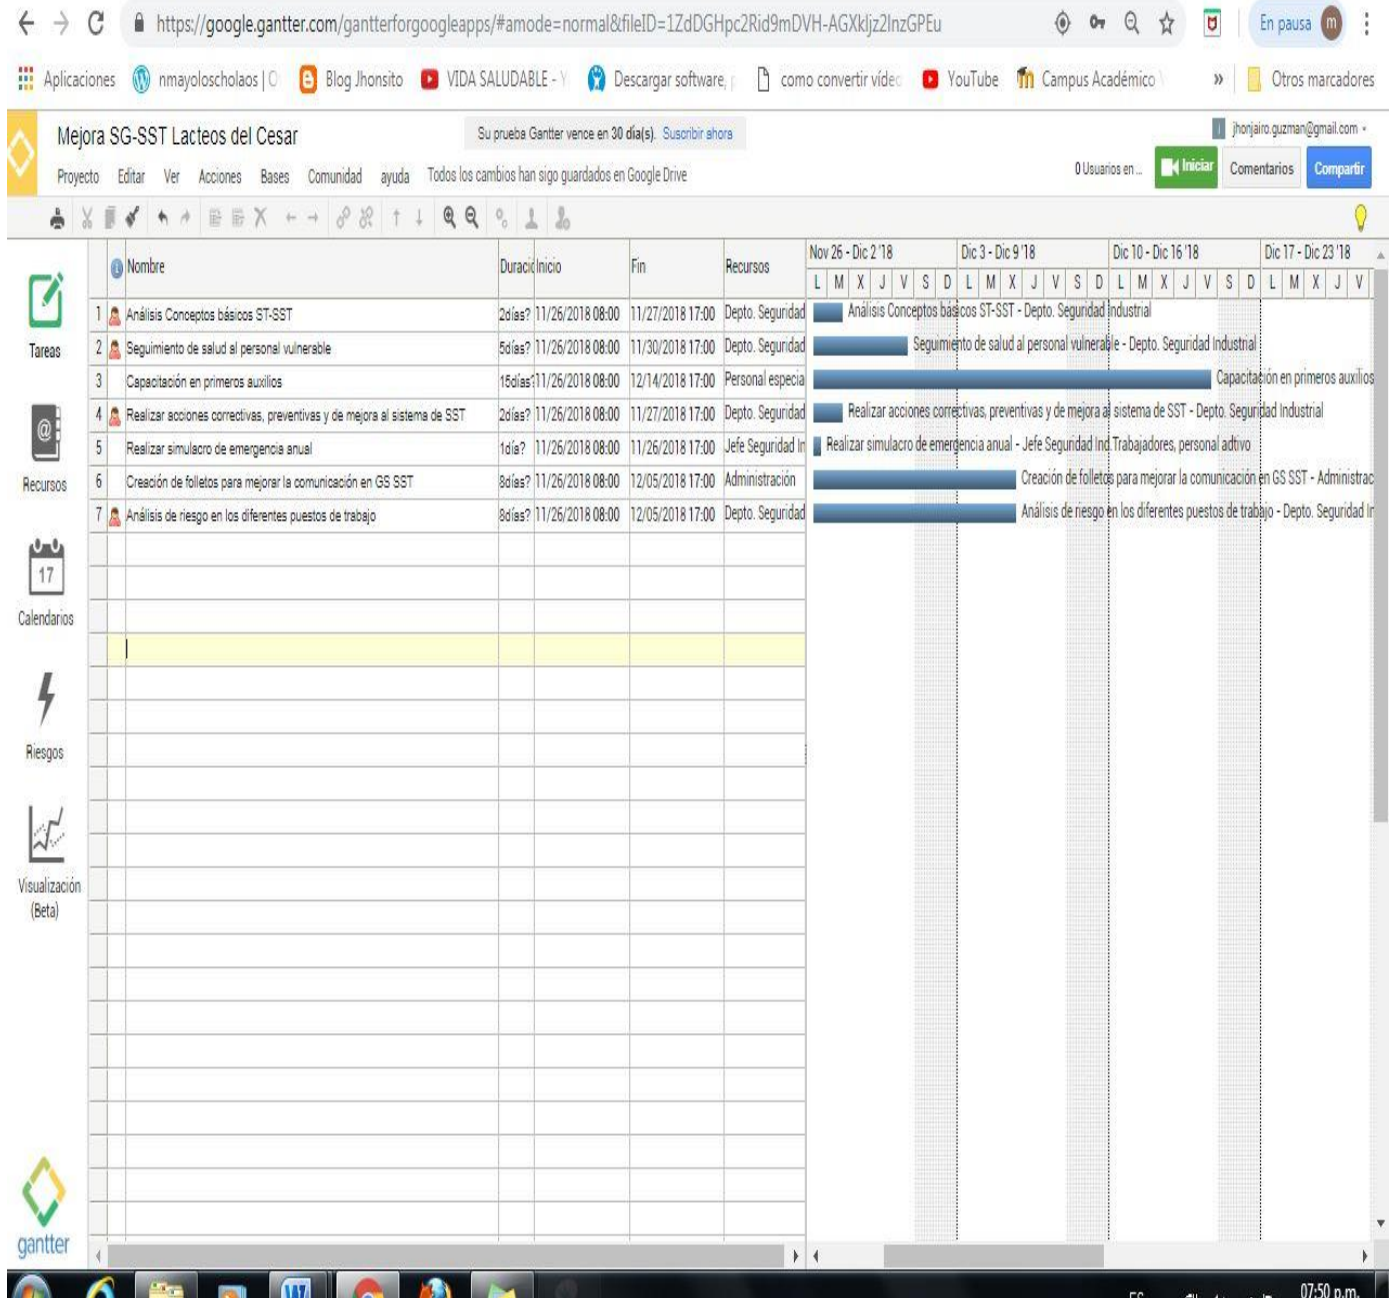 https://google.gantter.com/gantterforgoogleapps/#amode=normal&fileID=1ZdDGHpc2Rid9mDVH-AGXkIjz2InzGPEu En pausa m
Aplicaciones nmayoloscholaos | O Blog Jhonsito VIDA SALUDABLE - Y Descargar software, como convertir vídeo YouTube Campus Académico » Otros marcadores
Mejora SG-SST Lacteos del Cesar Su prueba Gantter vence en 30 día(s). Suscribir ahora jhonjairo.guzman@gmail.com
Proyecto Editar Ver Acciones Bases Comunidad ayuda Todos los cambios han sigo guardados en Google Drive 0 Usuarios en ... Iniciar Comentarios Compartir
Nombre Duració Inicio Fin Recursos Nov 26 - Dic 2 '18 Dic 3 - Dic 9 '18 Dic 10 - Dic 16 '18 Dic 17 - Dic 23 '18
L M X J V S D L M X J V S D L M X J V S D L M X J V
1 Análisis Conceptos básicos ST-SST 2días? 11/26/2018 08:00 11/27/2018 17:00 Depto. Seguridad Análisis Conceptos básicos ST-SST - Depto. Seguridad Industrial
2 Seguimiento de salud al personal vulnerable 5días? 11/26/2018 08:00 11/30/2018 17:00 Depto. Seguridad Seguimiento de salud al personal vulnerable - Depto. Seguridad Industrial
3 Capacitación en primeros auxilios 15días? 11/26/2018 08:00 12/14/2018 17:00 Personal especia Capacitación en primeros auxilios
4 Realizar acciones correctivas, preventivas y de mejora al sistema de SST 2días? 11/26/2018 08:00 11/27/2018 17:00 Depto. Seguridad Realizar acciones correctivas, preventivas y de mejora al sistema de SST - Depto. Seguridad Industrial
5 Realizar simulacro de emergencia anual 1día? 11/26/2018 08:00 11/26/2018 17:00 Jefe Seguridad In Realizar simulacro de emergencia anual - Jefe Seguridad Ind.Trabajadores, personal adtivo
6 Creación de folletos para mejorar la comunicación en GS SST 8días? 11/26/2018 08:00 12/05/2018 17:00 Administración Creación de folletos para mejorar la comunicación en GS SST - Administrac
7 Análisis de riesgo en los diferentes puestos de trabajo 8días? 11/26/2018 08:00 12/05/2018 17:00 Depto. Seguridad Análisis de riesgo en los diferentes puestos de trabajo - Depto. Seguridad In
Tareas
@
Recursos
17
Calendarios
Riesgos
Visualización
(Beta)
gantter
07:50 p.m.